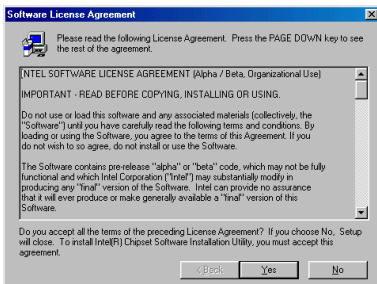 Software License Agreement
Please read the following License Agreement. Press the PAGE DOWN key to see
the rest of the agreement.
INTEL SOFTWARE LICENSE AGREEMENT (Alpha / Beta, Organizational Use)
IMPORTANT - READ BEFORE COPYING, INSTALLING OR USING.
Do not use or load this software and any associated materials (collectively, the
"Software") until you have carefully read the following terms and conditions. By
loading or using the Software, you agree to the terms of this Agreement. If you
do not wish to so agree, do not install or use the Software.
The Software contains pre-release "alpha" or "beta" code, which may not be fully
functional and which Intel Corporation ("Intel") may substantially modify in
producing any "final" version of the Software. Intel can provide no assurance
that it will ever produce or make generally available a "final" version of this
Software.
Do you accept all the terms of the preceding License Agreement? If you choose No, Setup
will close. To install Intel(R) Chipset Software Installation Utility, you must accept this
agreement.
< Back
Yes
No